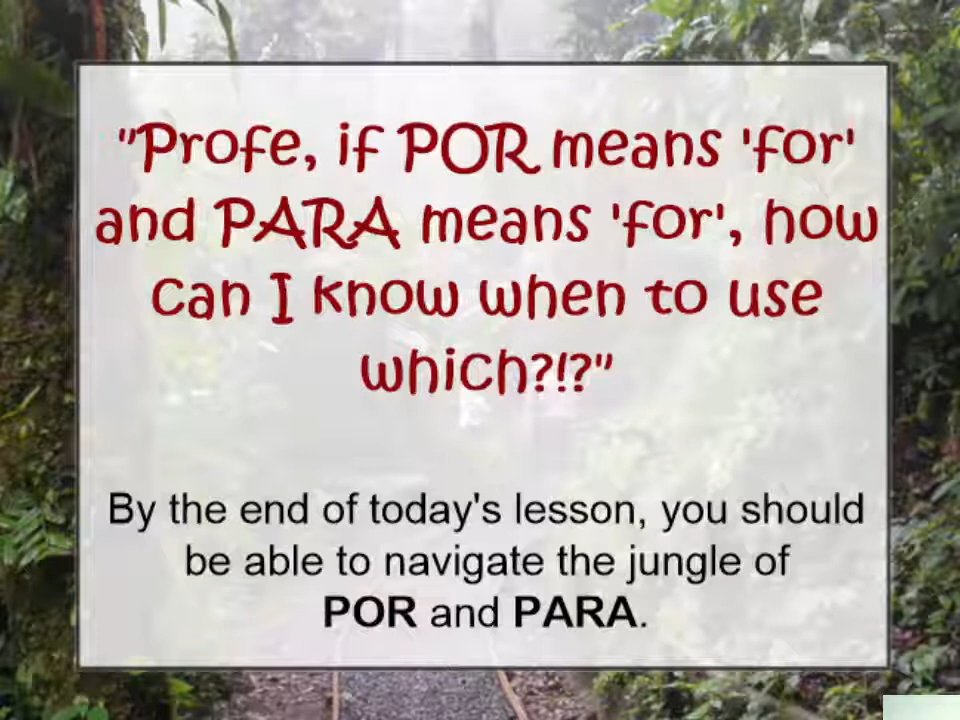 "Profe, if POR means 'for'
and PARA means 'for', how
can I know when to use
which?!?"
By the end of today's lesson, you should
be able to navigate the jungle of
POR and PARA.